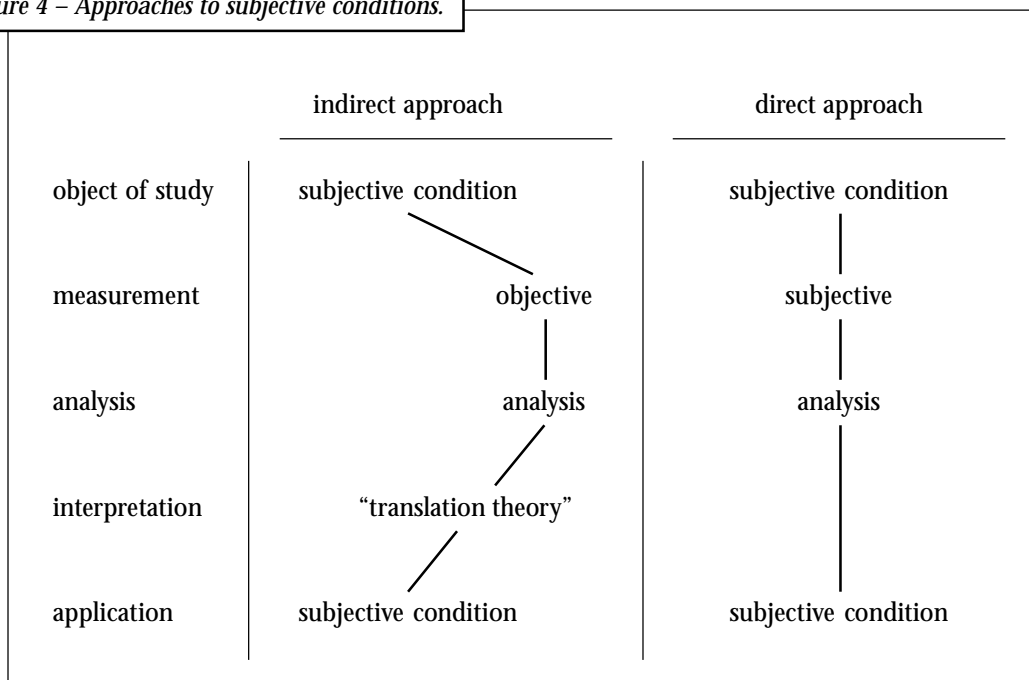 ure 4 – Approaches to subjective conditions.
indirect approach direct approach
object of study subjective condition subjective condition
measurement objective subjective
analysis analysis analysis
interpretation “translation theory”
application subjective condition subjective condition